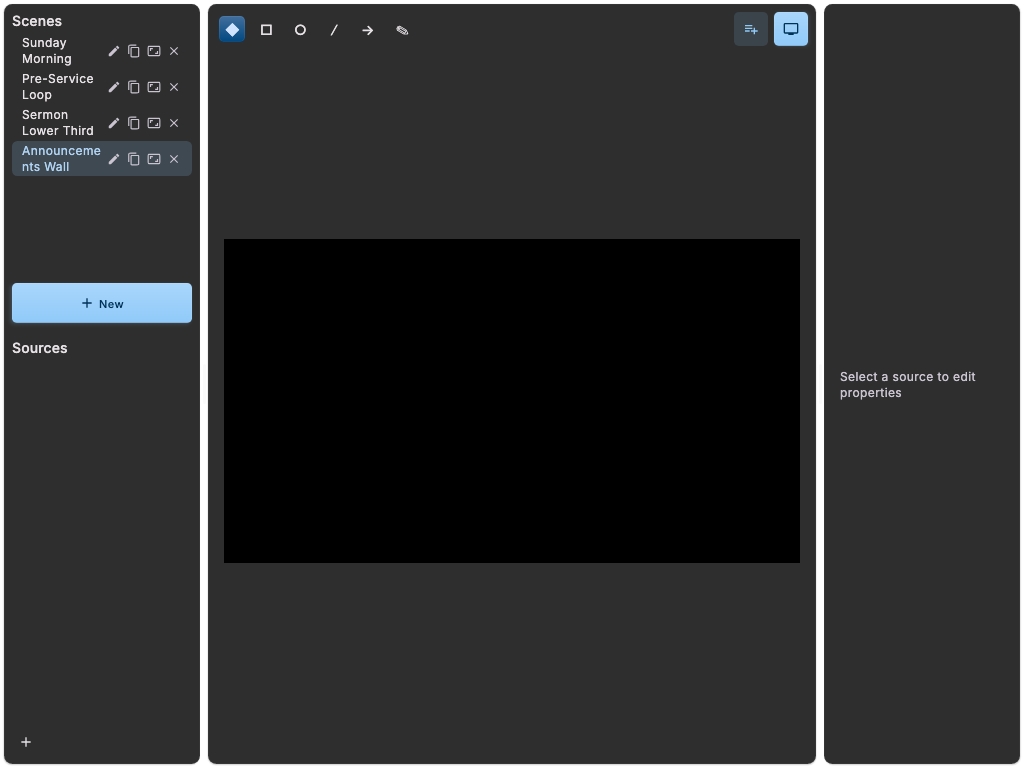 Scenes
Sunday
Morning
Pre-Service
Loop
Sermon
Lower Third
Announceme
nts Wall
New
Sources
Select a source to edit
properties